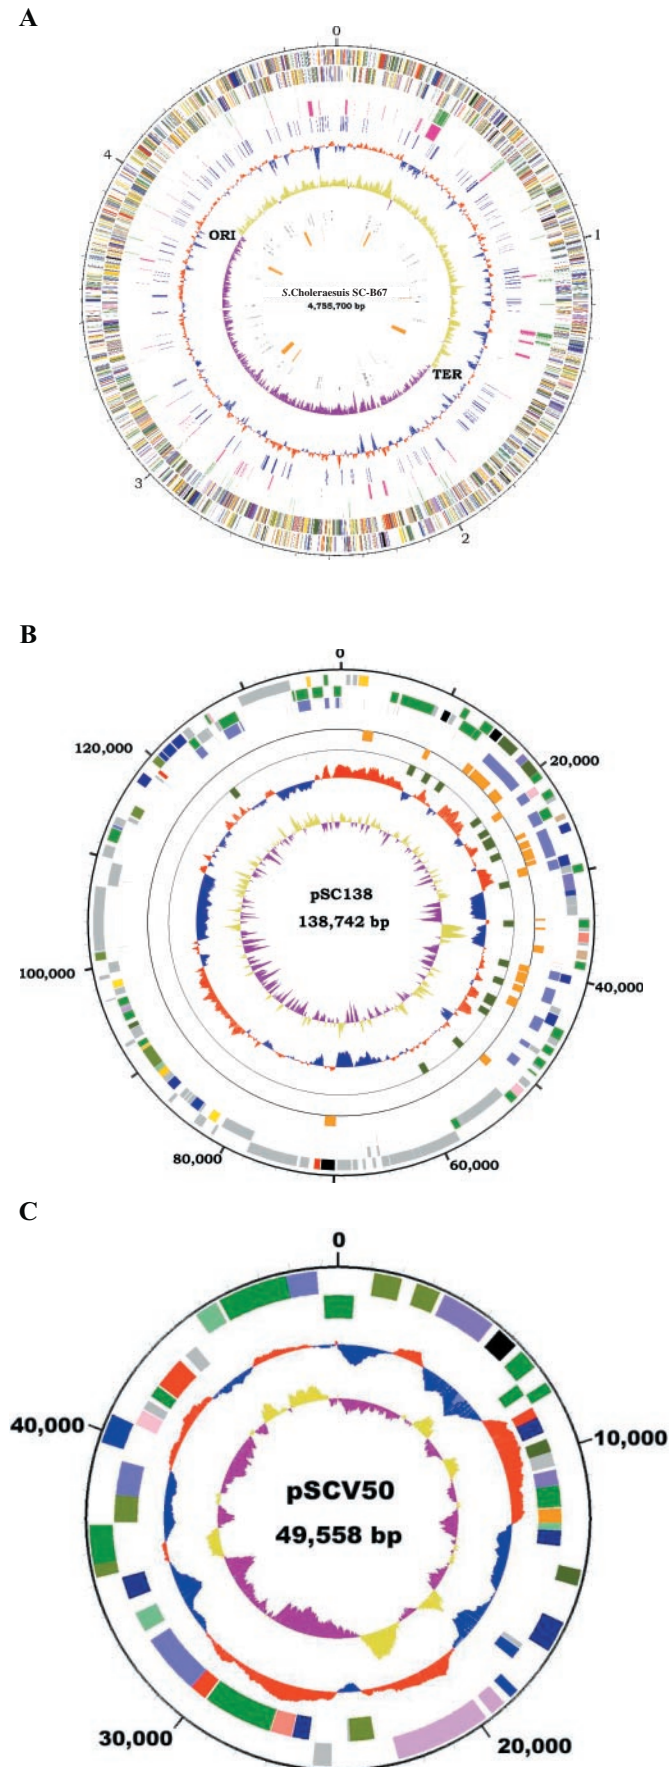 A
0
4
ORI
1
S.Choleraesuis SC-B67
4,755,700 bp
TER
3
2
B
0
120,000
20,000
pSC138
138,742 bp
100,000
40,000
80,000
60,000
C
0
40,000
10,000
pSCV50
49,558 bp
30,000
20,000